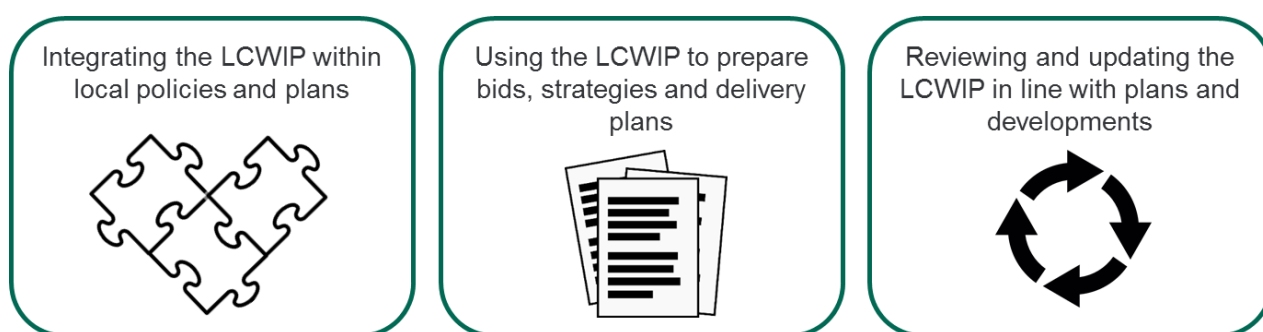 Integrating the LCWIP within
local policies and plans
Using the LCWIP to prepare
bids, strategies and delivery
plans
Reviewing and updating the
LCWIP in line with plans and
developments